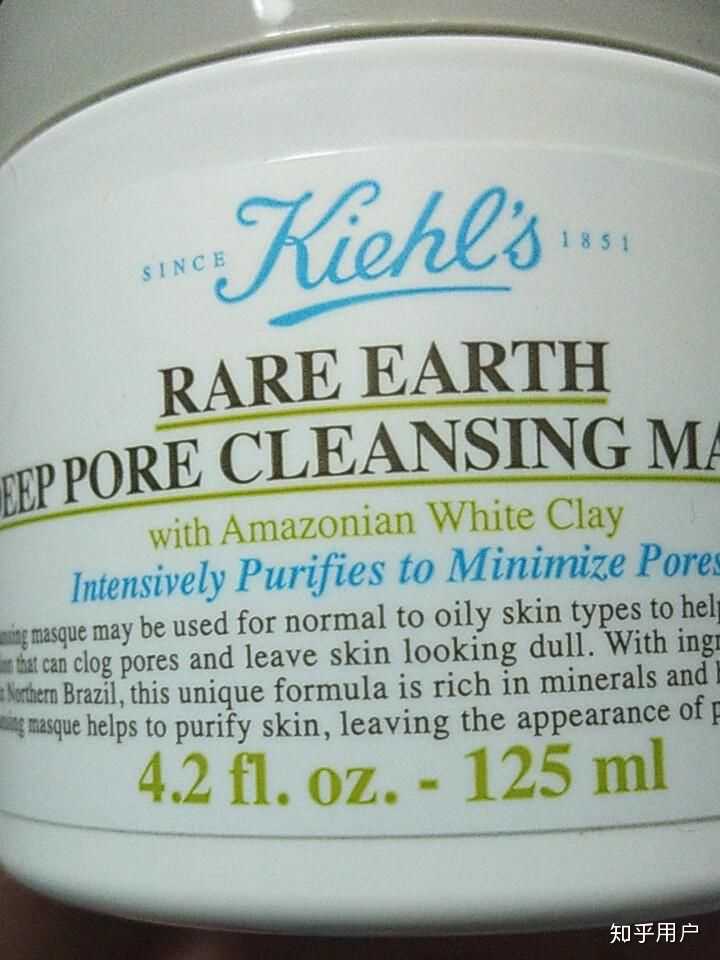 SINCE Kiehl's 1851
RARE EARTH
EEP PORE CLEANSING MA
with Amazonian White Clay
Intensively Purifies to Minimize Pores
masque may be used for normal to oily skin types to help
that can clog pores and leave skin looking dull. With ingr
Northern Brazil, this unique formula is rich in minerals and
masque helps to purify skin, leaving the appearance of p
4.2 fl. oz. - 125 ml
知乎用户